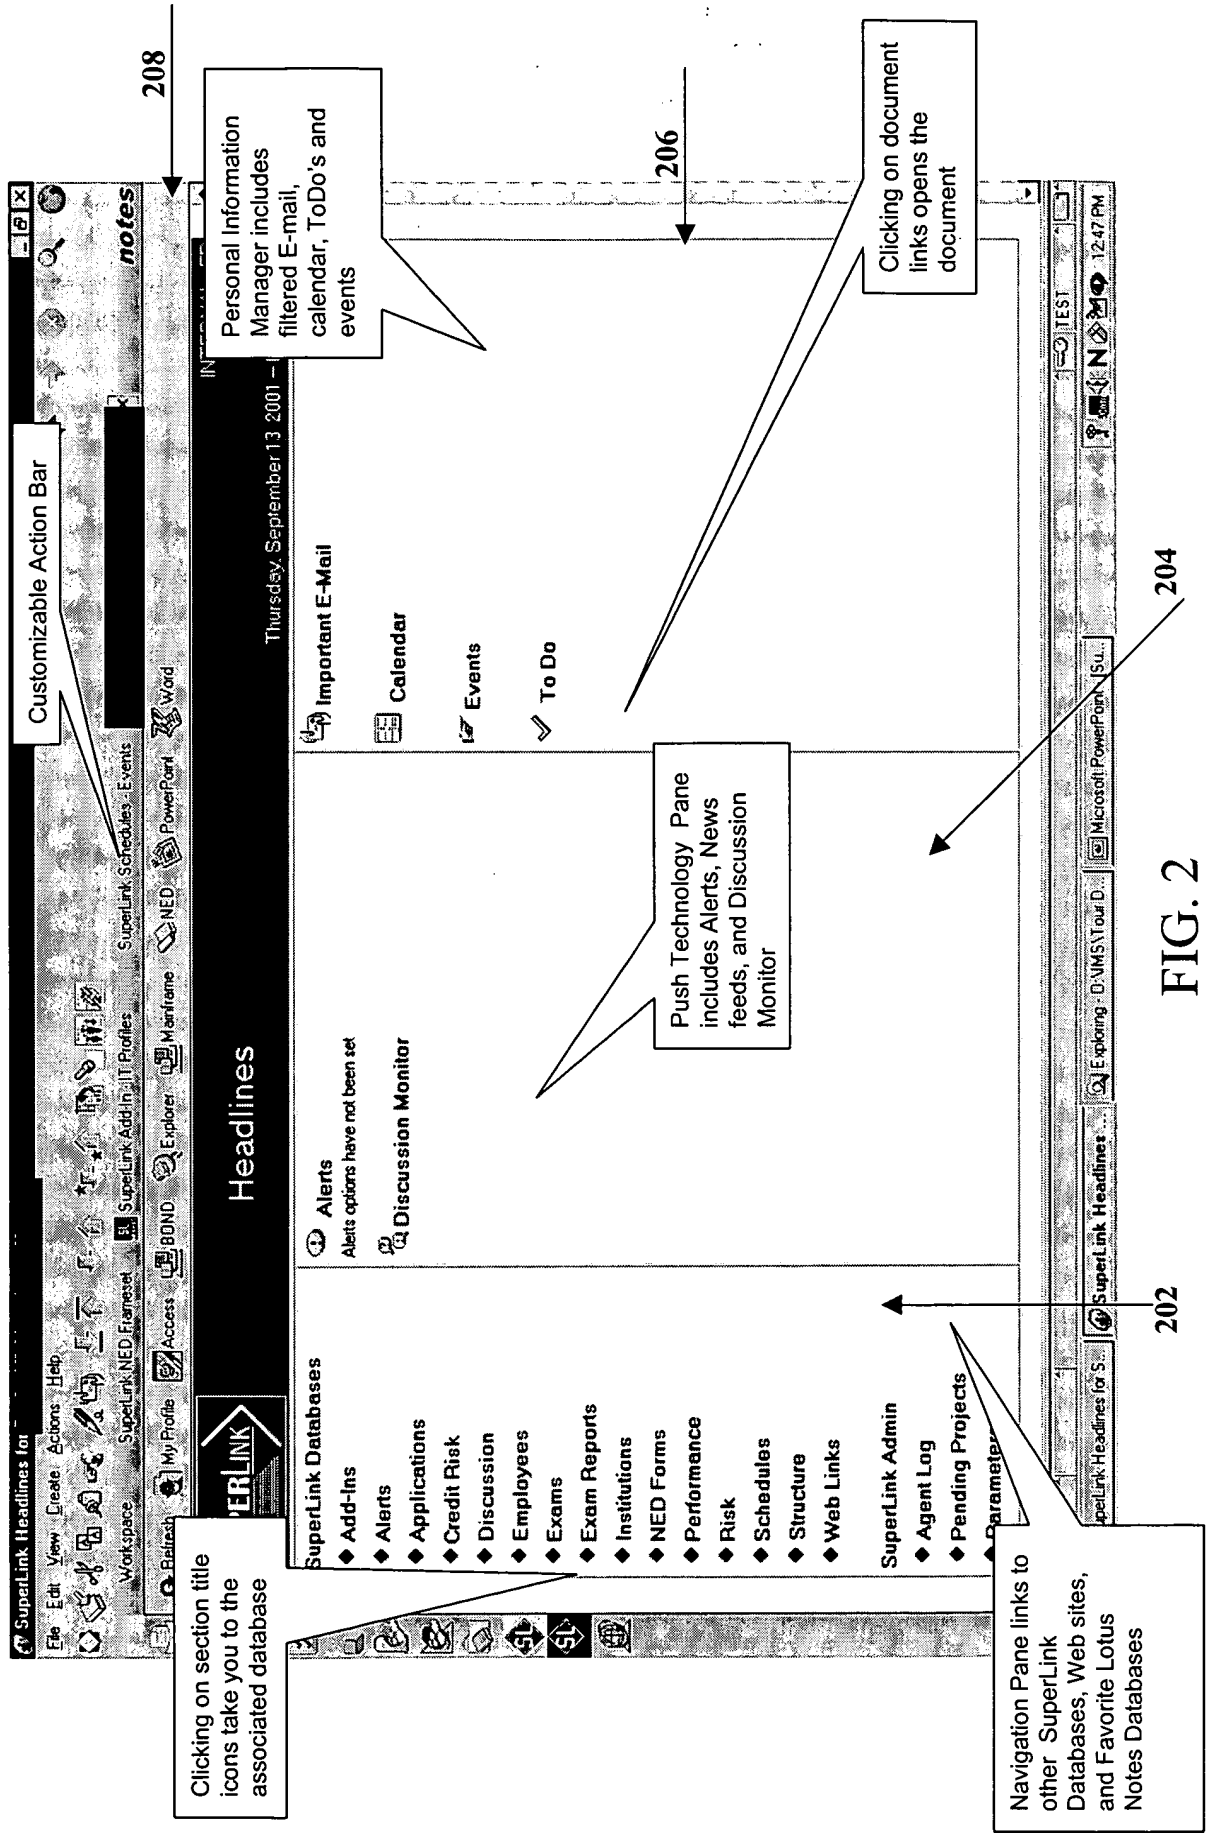 SuperLink Headlines for
File Edit View Create Actions Help
notes
Workspace
SuperLink NED Frameset
SuperLink Add-In : IT Profiles
SuperLink Schedules - Events
Refresh My Profile Access BOND Explorer Mainframe NED PowerPoint Word
208
Customizable Action Bar
PERLINK
Headlines
Thursday, September 13 2001 –
Personal Information
Manager includes
filtered E-mail,
calendar, ToDo's and
events
Clicking on section title
icons take you to the
associated database
SuperLink Databases
Add-Ins
Alerts
Applications
Credit Risk
Discussion
Employees
Exams
Exam Reports
Institutions
NED Forms
Performance
Risk
Schedules
Structure
Web Links
SuperLink Admin
Agent Log
Pending Projects
Alerts
Alerts options have not been set
Discussion Monitor
Push Technology Pane
includes Alerts, News
feeds, and Discussion
Monitor
Important E-Mail
Calendar
Events
To Do
206
Clicking on document
links opens the
document
Navigation Pane links to
other SuperLink
Databases, Web sites,
and Favorite Lotus
Notes Databases
TEST
SuperLink Headlines for S...
SuperLink Headlines ...
Exploring - D:\IMS\Tour D...
Microsoft PowerPoint - [Su...
12:47 PM
202
204
FIG. 2